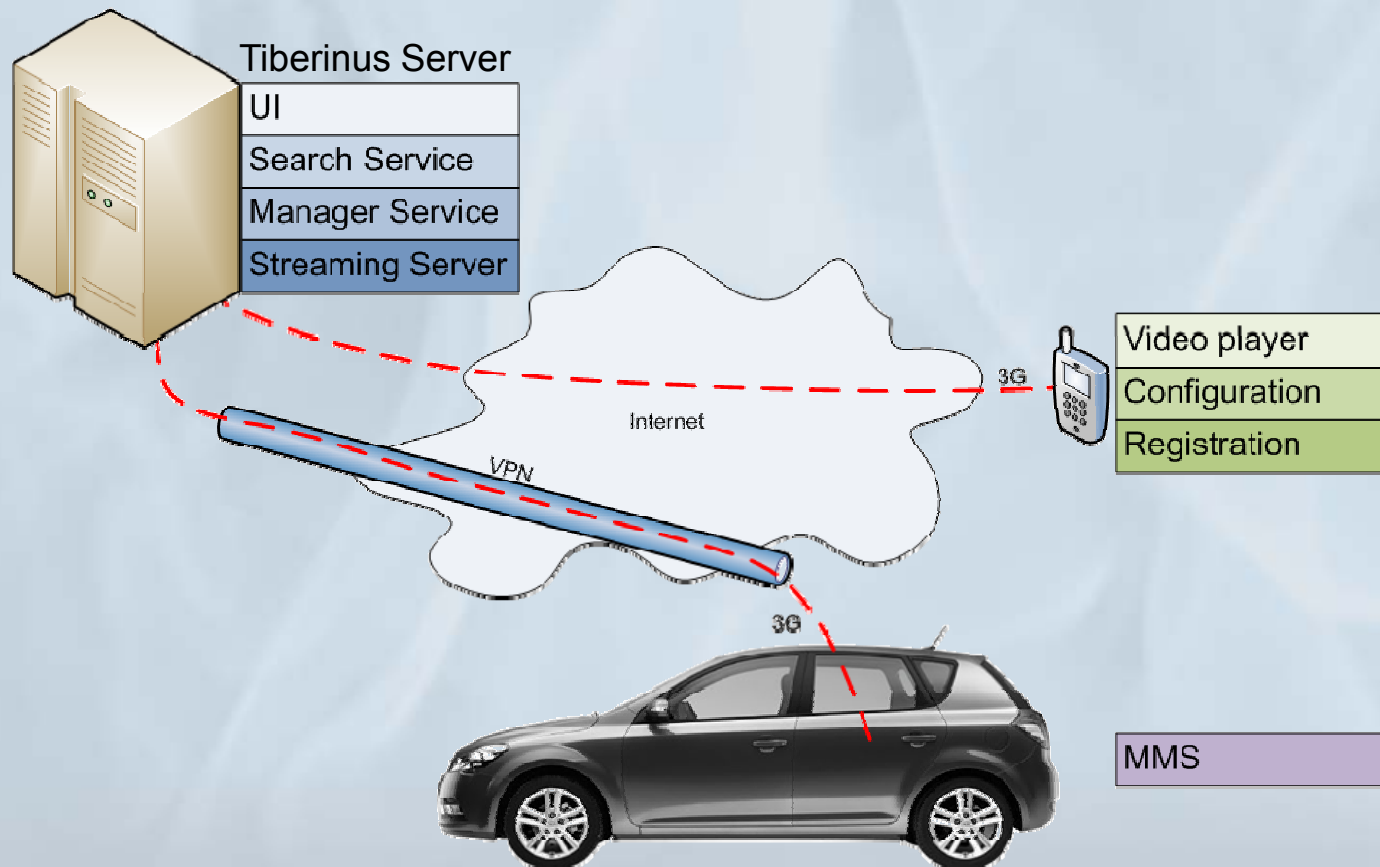 Tiberinus Server
UI
Search Service
Manager Service
Streaming Server
Video player
3G
Configuration
Internet
Registration
VPN
3G
MMS